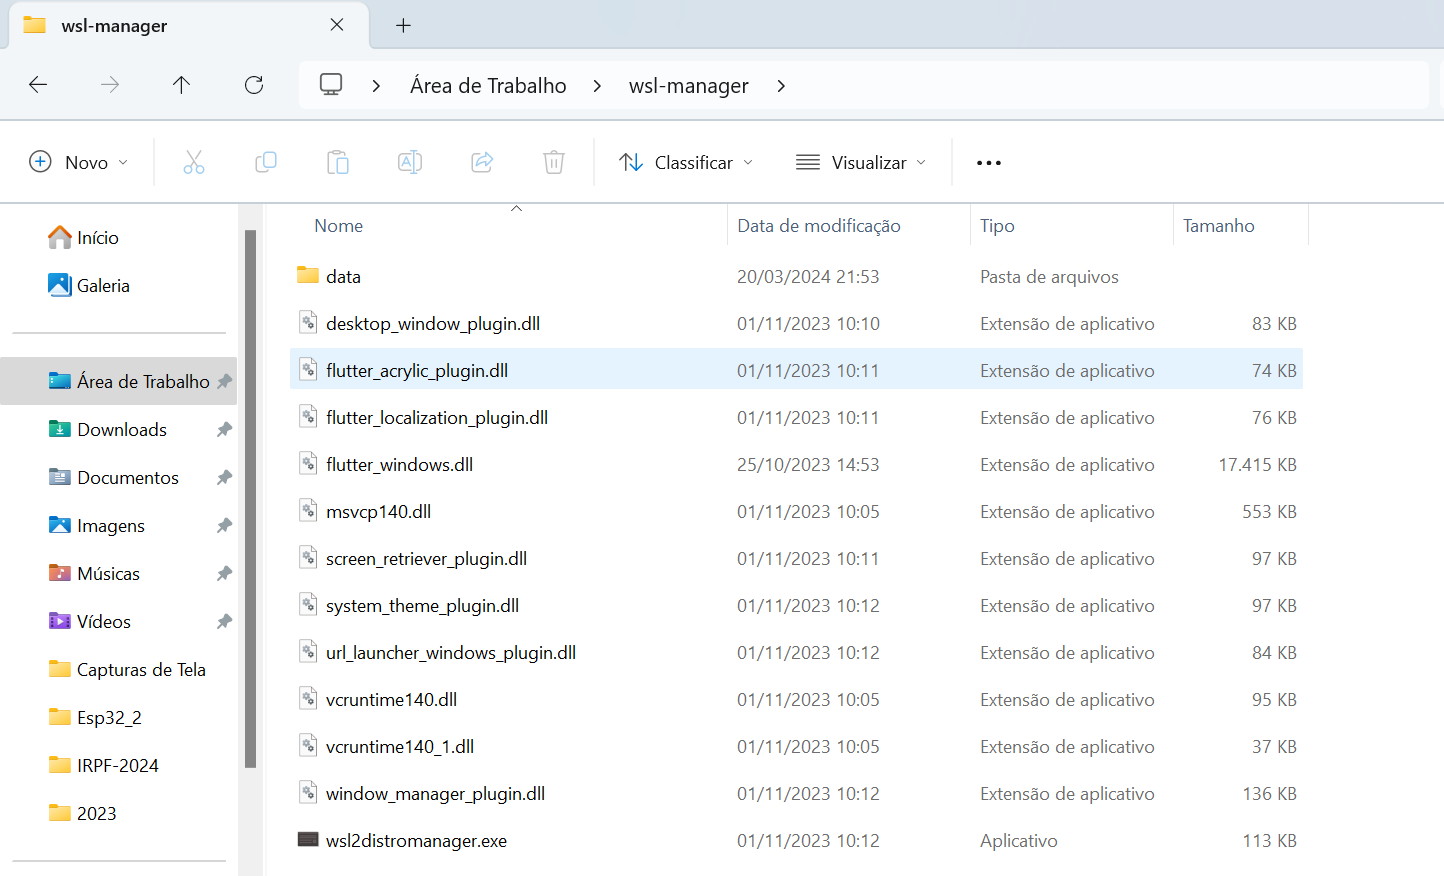 wsl-manager
Área de Trabalho wsl-manager
Novo Classificar Visualizar
Início
Galeria
Área de Trabalho
Downloads
Documentos
Imagens
Músicas
Vídeos
Capturas de Tela
Esp32_2
IRPF-2024
2023
Nome Data de modificação Tipo Tamanho
data 20/03/2024 21:53 Pasta de arquivos
desktop_window_plugin.dll 01/11/2023 10:10 Extensão de aplicativo 83 KB
flutter_acrylic_plugin.dll 01/11/2023 10:11 Extensão de aplicativo 74 KB
flutter_localization_plugin.dll 01/11/2023 10:11 Extensão de aplicativo 76 KB
flutter_windows.dll 25/10/2023 14:53 Extensão de aplicativo 17.415 KB
msvcp140.dll 01/11/2023 10:05 Extensão de aplicativo 553 KB
screen_retriever_plugin.dll 01/11/2023 10:11 Extensão de aplicativo 97 KB
system_theme_plugin.dll 01/11/2023 10:12 Extensão de aplicativo 97 KB
url_launcher_windows_plugin.dll 01/11/2023 10:12 Extensão de aplicativo 84 KB
vcruntime140.dll 01/11/2023 10:05 Extensão de aplicativo 95 KB
vcruntime140_1.dll 01/11/2023 10:05 Extensão de aplicativo 37 KB
window_manager_plugin.dll 01/11/2023 10:12 Extensão de aplicativo 136 KB
wsl2distromanager.exe 01/11/2023 10:12 Aplicativo 113 KB